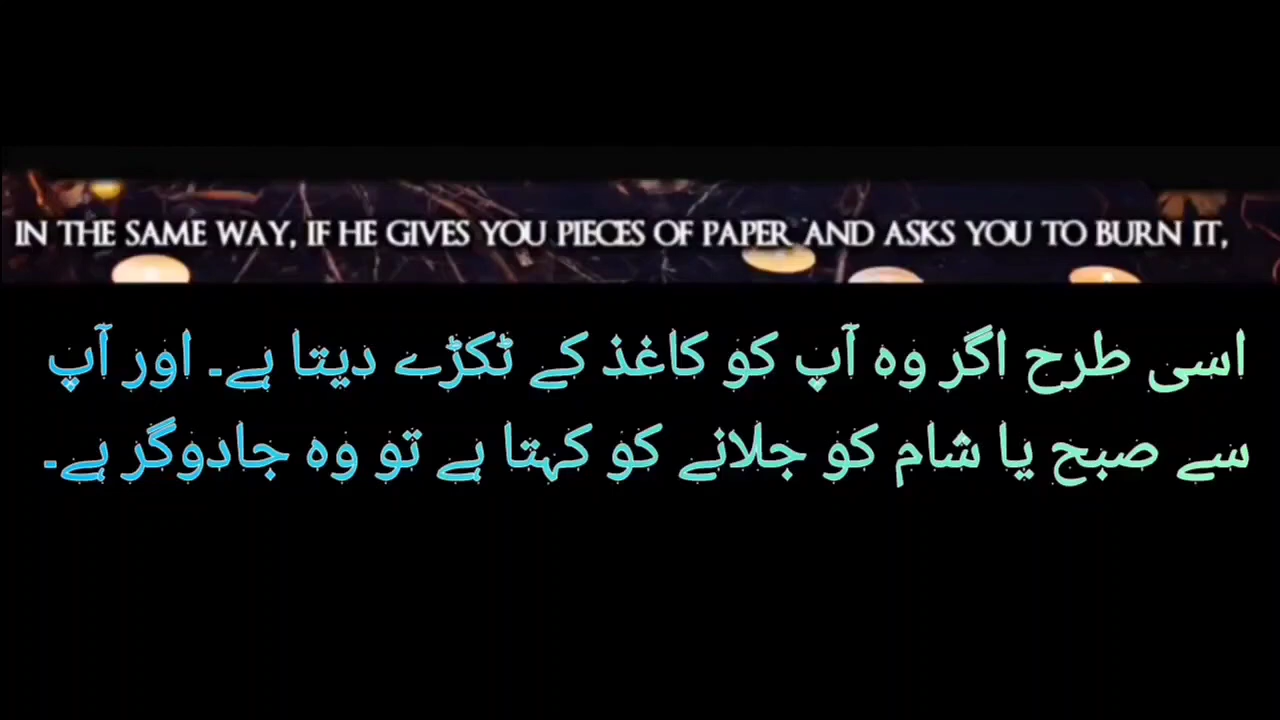 IN THE SAME WAY, IF HE GIVES YOU PIECES OF PAPER AND ASKS YOU TO BURN IT,
اسی طرح اگر وہ آپ کو کاغذ کے ٹکڑے دیتا ہے۔ اور آپ
سے صبح یا شام کو جلانے کو کہتا ہے تو وہ جادوگر ہے۔